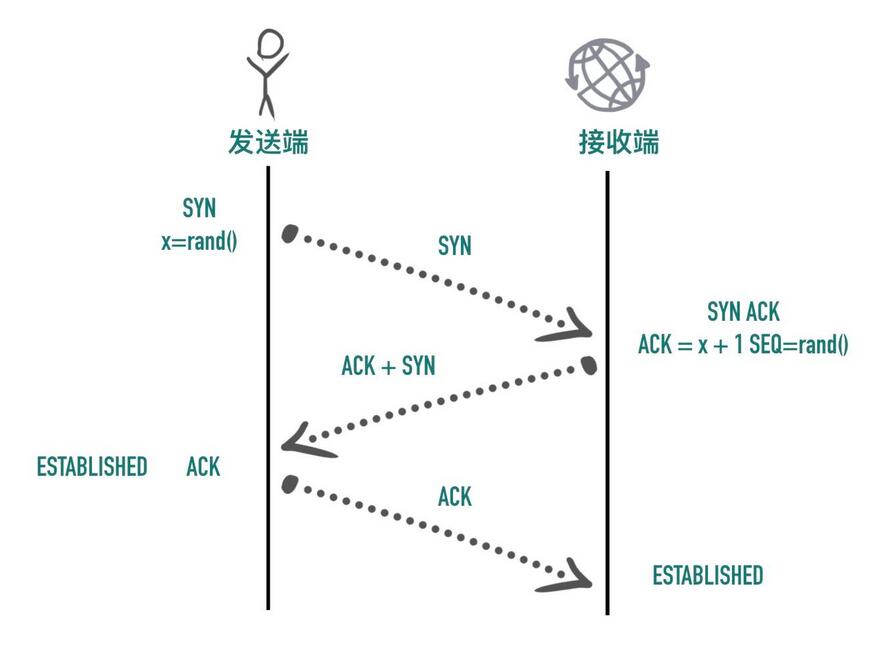 发送端
接收端
SYN
x=rand()
SYN
SYN ACK
ACK = x + 1 SEQ=rand()
ACK + SYN
ESTABLISHED ACK
ACK
ESTABLISHED